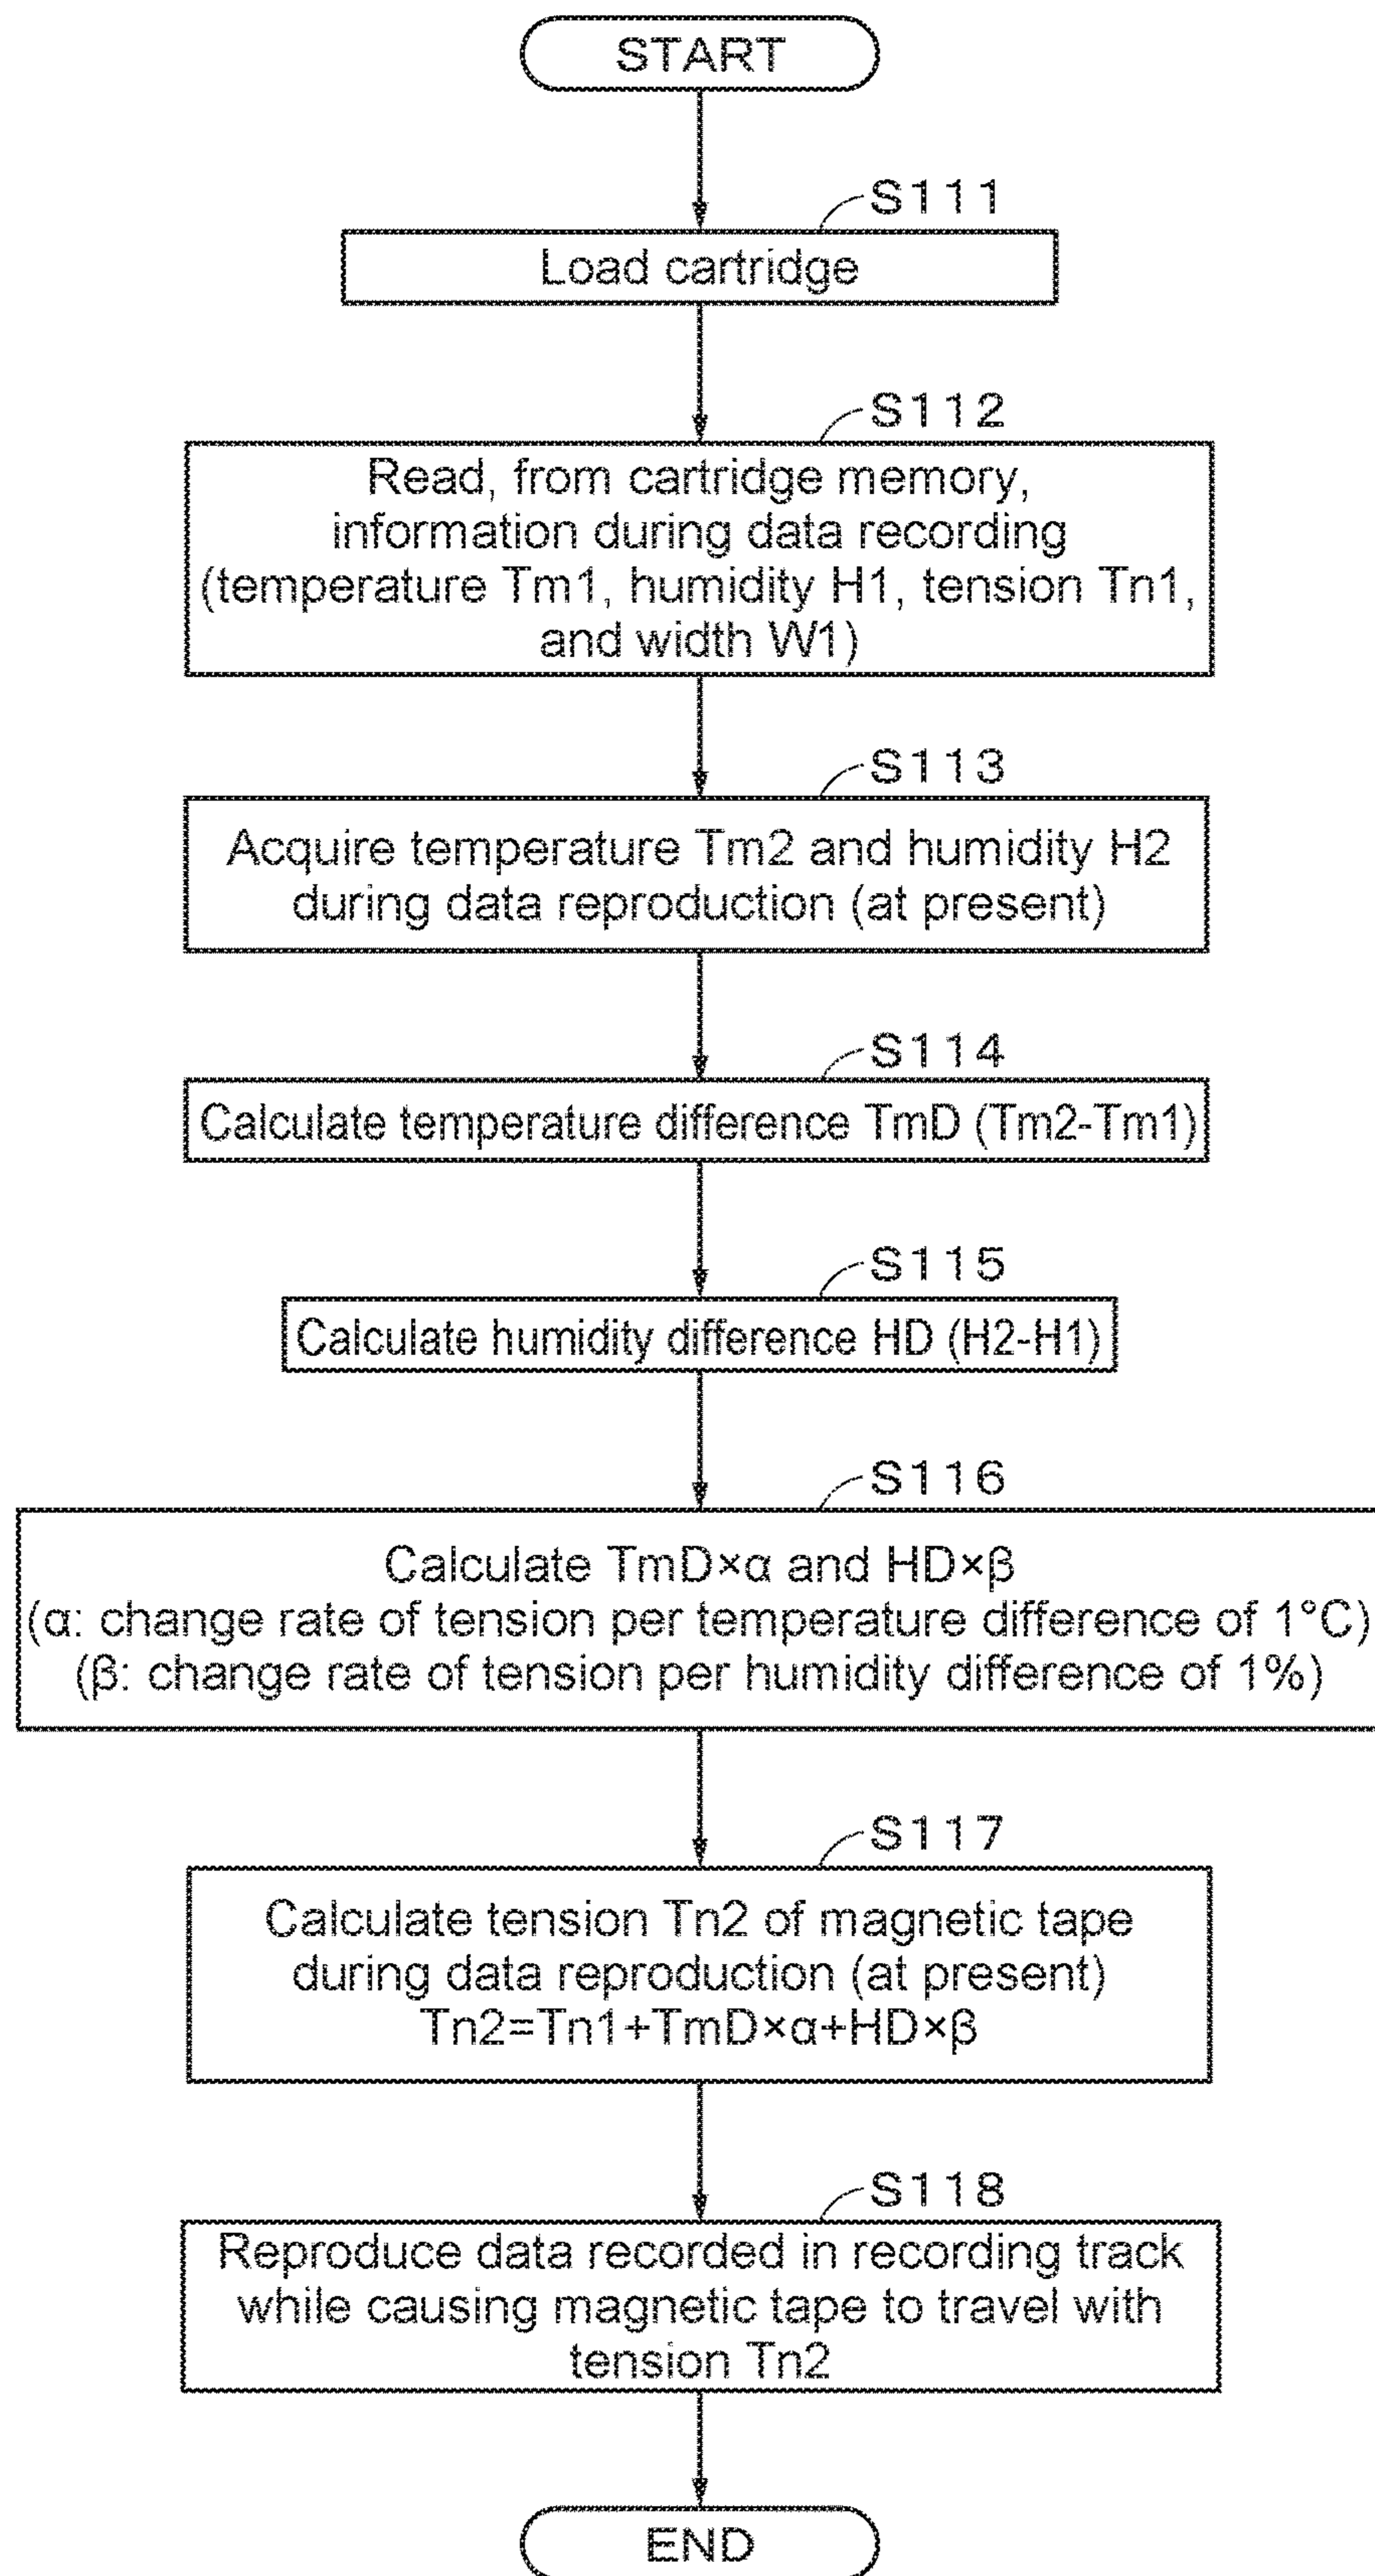 START
S111
Load cartridge
S112
Read, from cartridge memory,
information during data recording
(temperature Tm1, humidity H1, tension Tn1,
and width W1)
S113
Acquire temperature Tm2 and humidity H2
during data reproduction (at present)
S114
Calculate temperature difference TmD (Tm2-Tm1)
S115
Calculate humidity difference HD (H2-H1)
S116
Calculate TmD×α and HD×β
(α: change rate of tension per temperature difference of 1°C)
(β: change rate of tension per humidity difference of 1%)
S117
Calculate tension Tn2 of magnetic tape
during data reproduction (at present)
Tn2=Tn1+TmD×α+HD×β
S118
Reproduce data recorded in recording track
while causing magnetic tape to travel with
tension Tn2
END